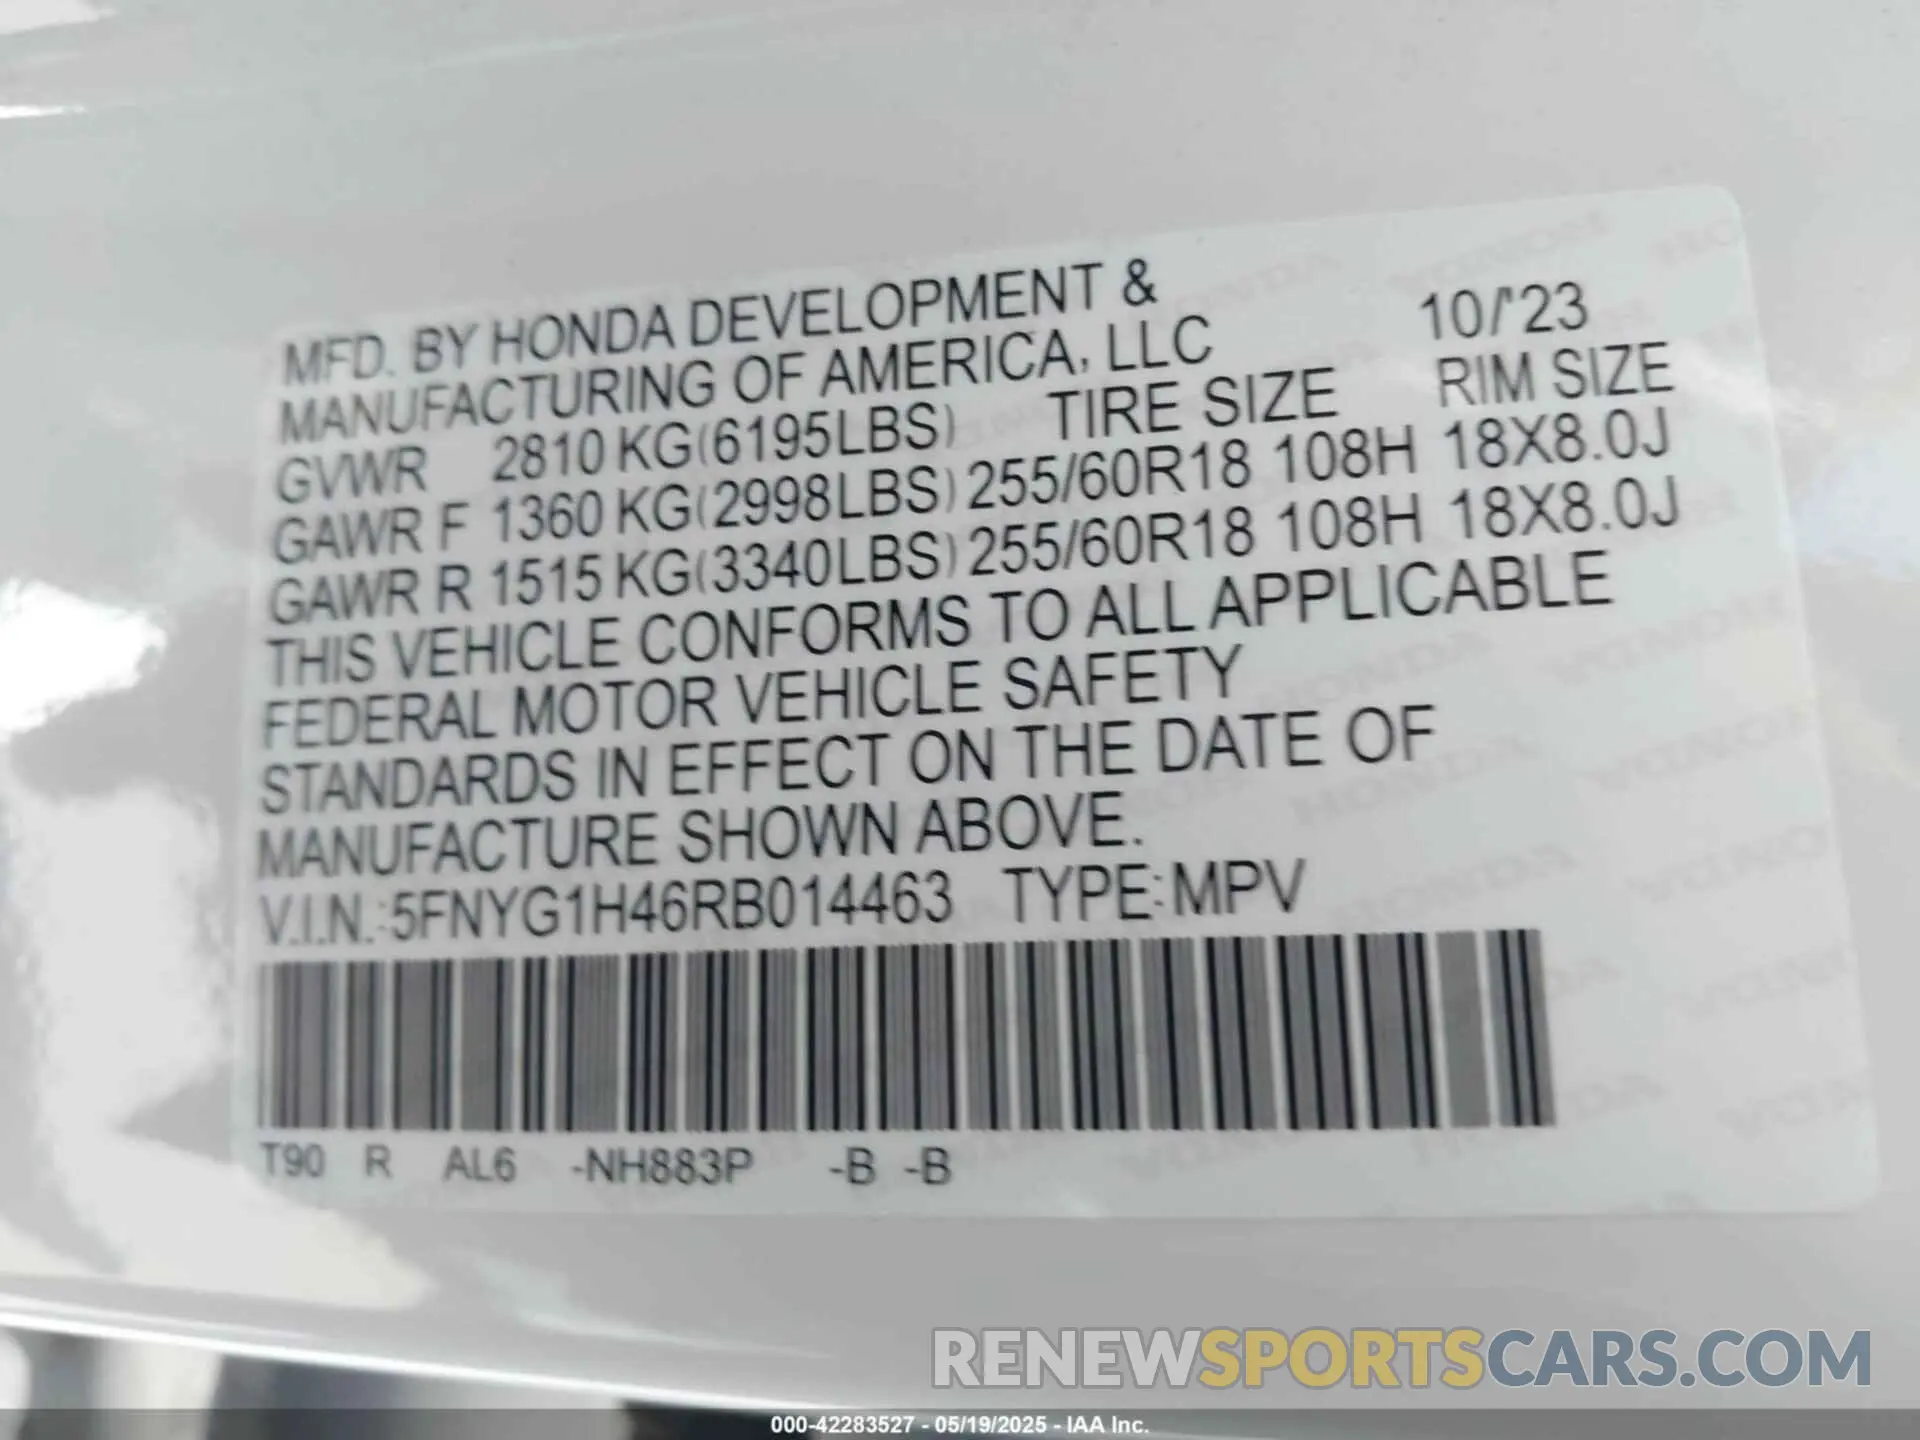 MFD. BY HONDA DEVELOPMENT &
MANUFACTURING OF AMERICA, LLC 10/'23
GVWR 2810 KG(6195LBS) TIRE SIZE RIM SIZE
GAWR F 1360 KG(2998LBS) 255/60R18 108H 18X8.0J
GAWR R 1515 KG(3340LBS) 255/60R18 108H 18X8.0J
THIS VEHICLE CONFORMS TO ALL APPLICABLE
FEDERAL MOTOR VEHICLE SAFETY
STANDARDS IN EFFECT ON THE DATE OF
MANUFACTURE SHOWN ABOVE.
V.I.N.:5FNYG1H46RB014463 TYPE:MPV
T90 R AL6 -NH883P -B -B
RENEWSPORTSCARS.COM
000-42283527 - 05/19/2025 - IAA Inc.